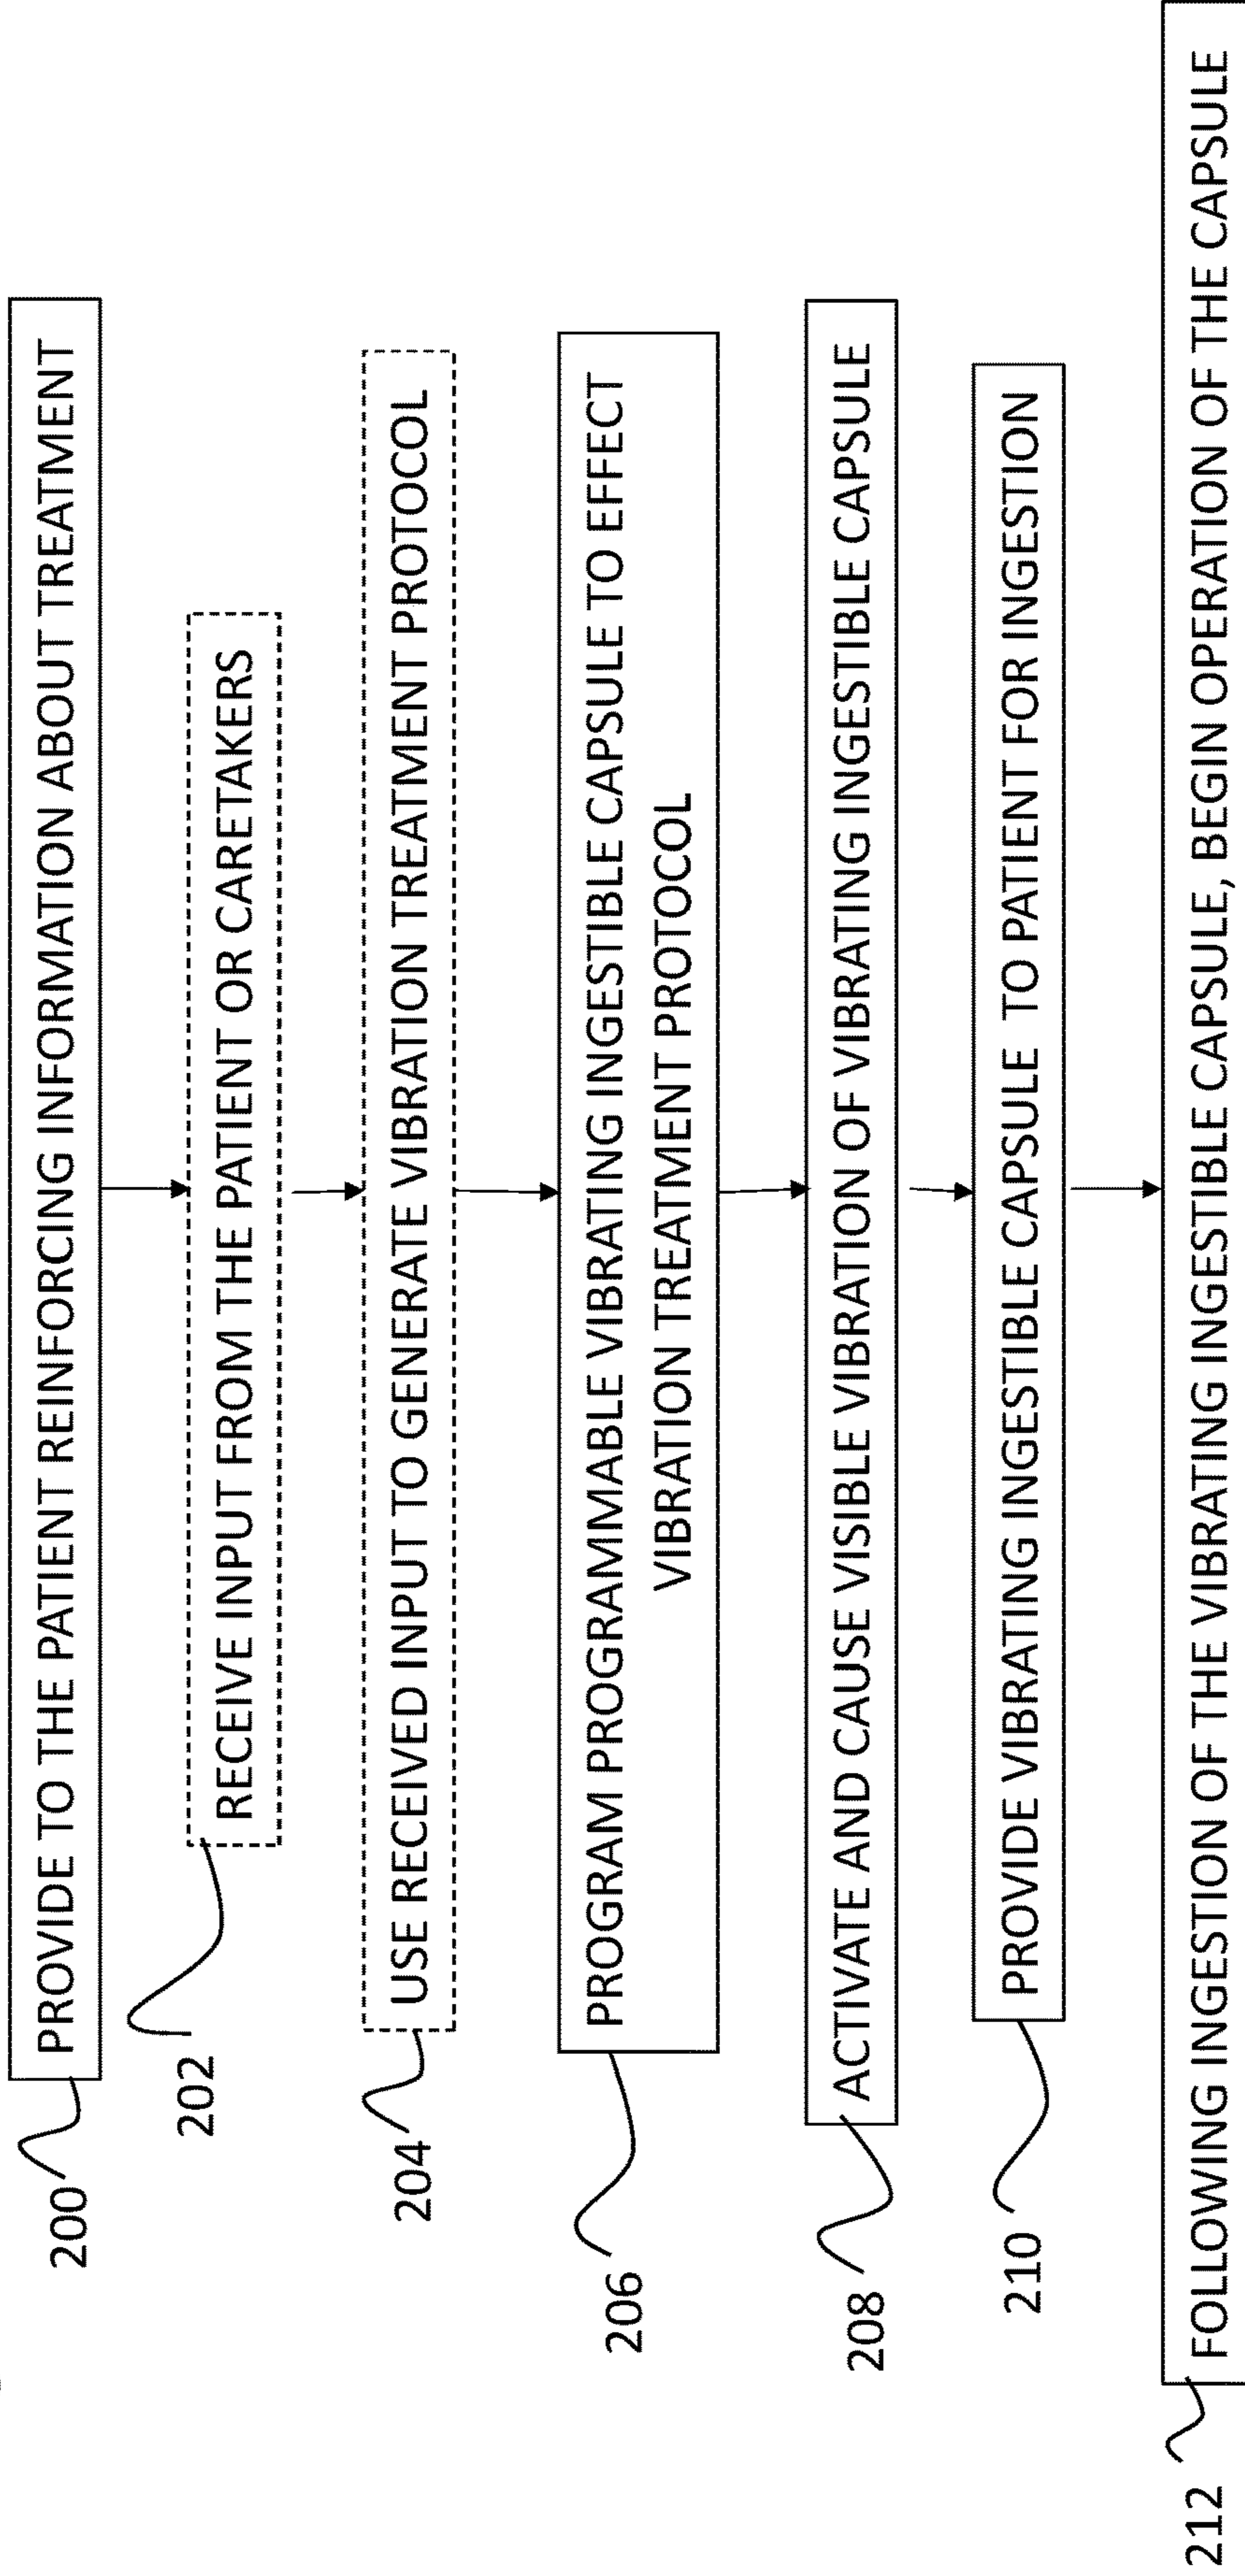 200
PROVIDE TO THE PATIENT REINFORCING INFORMATION ABOUT TREATMENT
202
RECEIVE INPUT FROM THE PATIENT OR CARETAKERS
204
USE RECEIVED INPUT TO GENERATE VIBRATION TREATMENT PROTOCOL
206
PROGRAM PROGRAMMABLE VIBRATING INGESTIBLE CAPSULE TO EFFECT
VIBRATION TREATMENT PROTOCOL
208
ACTIVATE AND CAUSE VISIBLE VIBRATION OF VIBRATING INGESTIBLE CAPSULE
210
PROVIDE VIBRATING INGESTIBLE CAPSULE TO PATIENT FOR INGESTION
212
FOLLOWING INGESTION OF THE VIBRATING INGESTIBLE CAPSULE, BEGIN OPERATION OF THE CAPSULE